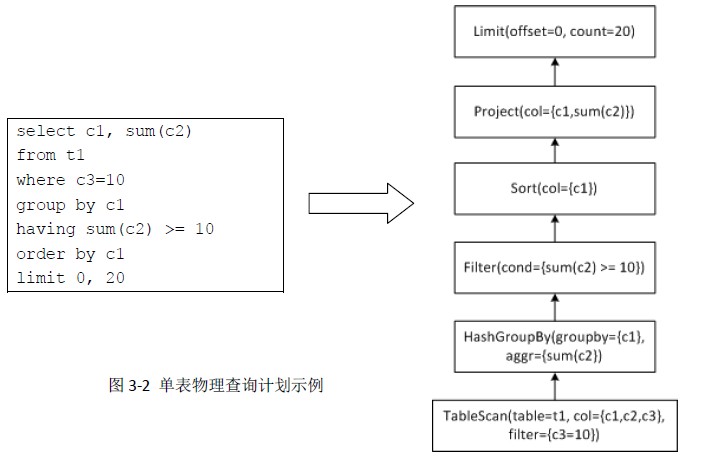 select c1, sum(c2)
from t1
where c3=10
group by c1
having sum(c2) >= 10
order by c1
limit 0, 20
图 3-2 单表物理查询计划示例
Limit(offset=0, count=20)
Project(col={c1,sum(c2)})
Sort(col={c1})
Filter(cond={sum(c2) >= 10})
HashGroupBy(groupby={c1},
aggr={sum(c2})
TableScan(table=t1, col={c1,c2,c3},
filter={c3=10})